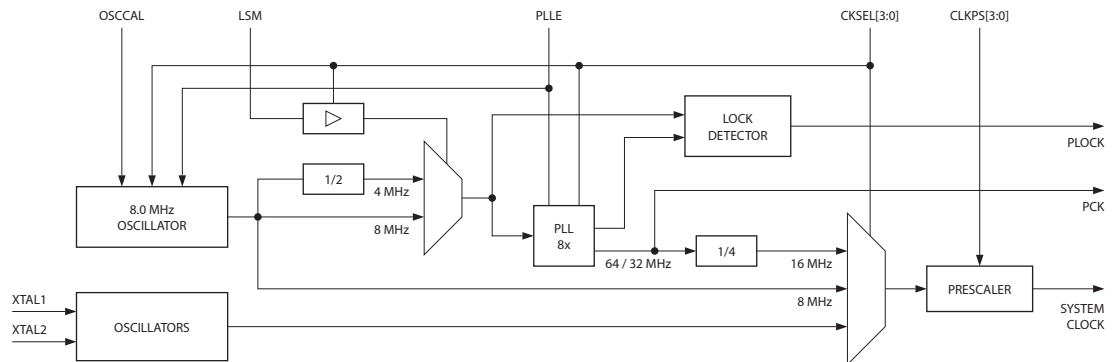 OSCCAL
LSM
PLLE
CKSEL[3:0]
CLKPS[3:0]
LOCK
DETECTOR
PLOCK
1/2
4 MHz
8.0 MHz
OSCILLATOR
8 MHz
PLL
8x
PCK
64 / 32 MHz
1/4
16 MHz
8 MHz
PRESCALER
SYSTEM
CLOCK
XTAL1
XTAL2
OSCILLATORS